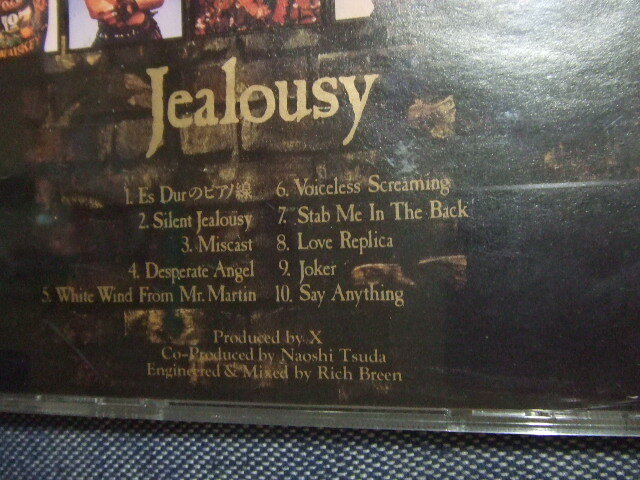 Jealousy
1. Es Durのピアノ線
2. Silent Jealousy
3. Miscast
4. Desperate Angel
5. White Wind From Mr. Martin
6. Voiceless Screaming
7. Stab Me In The Back
8. Love Replica
9. Joker
10. Say Anything
Produced by X
Co-Produced by Naoshi Tsuda
Engineered & Mixed by Rich Breen